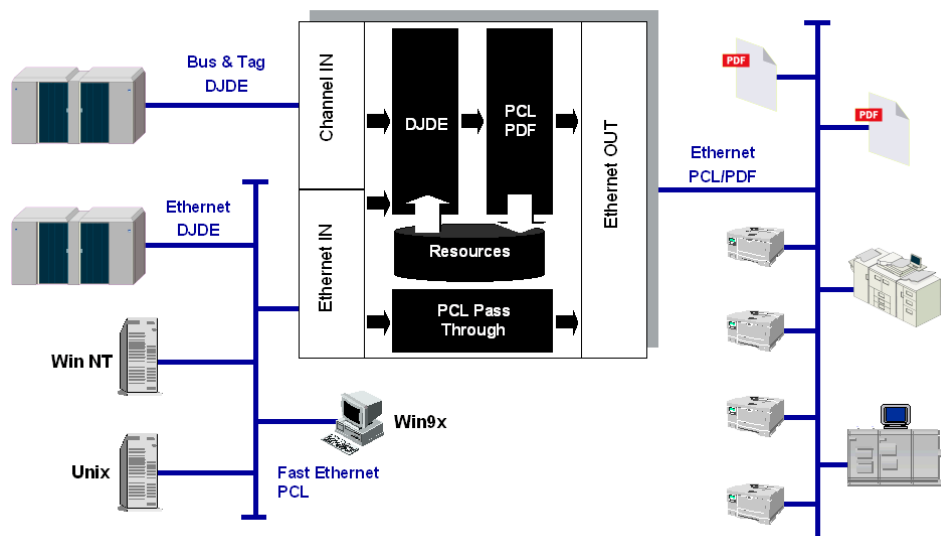 Bus & Tag
DJDE
Channel IN
DJDE
PCL
PDF
Ethernet OUT
PDF
PDF
Ethernet
PCL/PDF
Ethernet
DJDE
Ethernet IN
Resources
PCL Pass
Through
Win NT
Win9x
Unix
Fast Ethernet
PCL